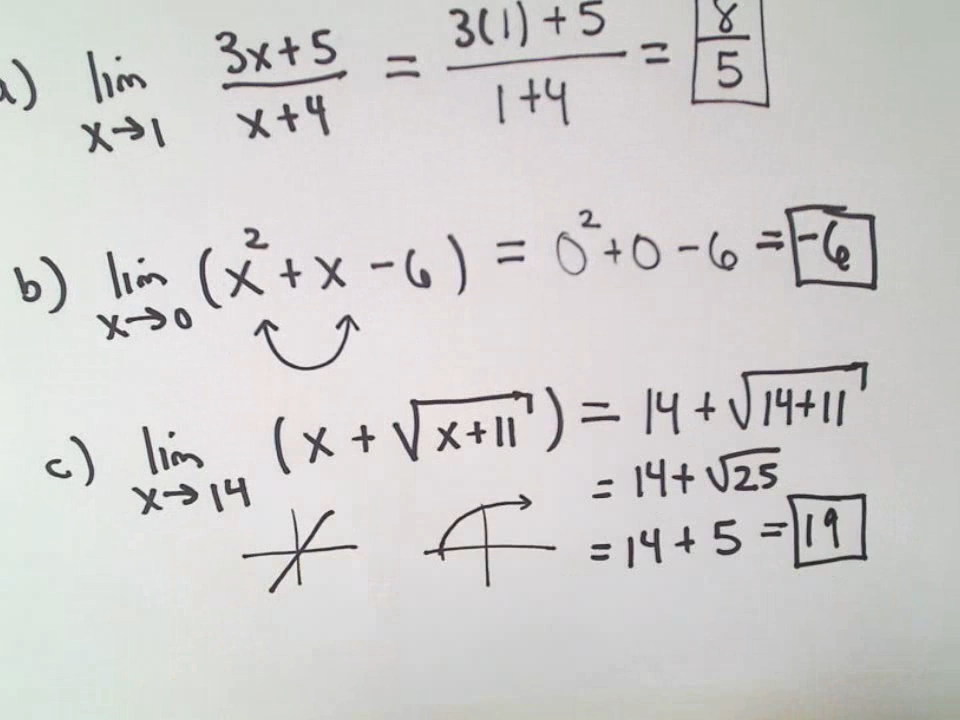 a) lim x→1 (3x+5)/(x+4) = (3(1)+5)/(1+4) = 8/5
b) lim x→0 (x²+x-6) = 0²+0-6 = -6
c) lim x→14 (x+√(x+11)) = 14+√(14+11)
= 14+√25
= 14+5 = 19